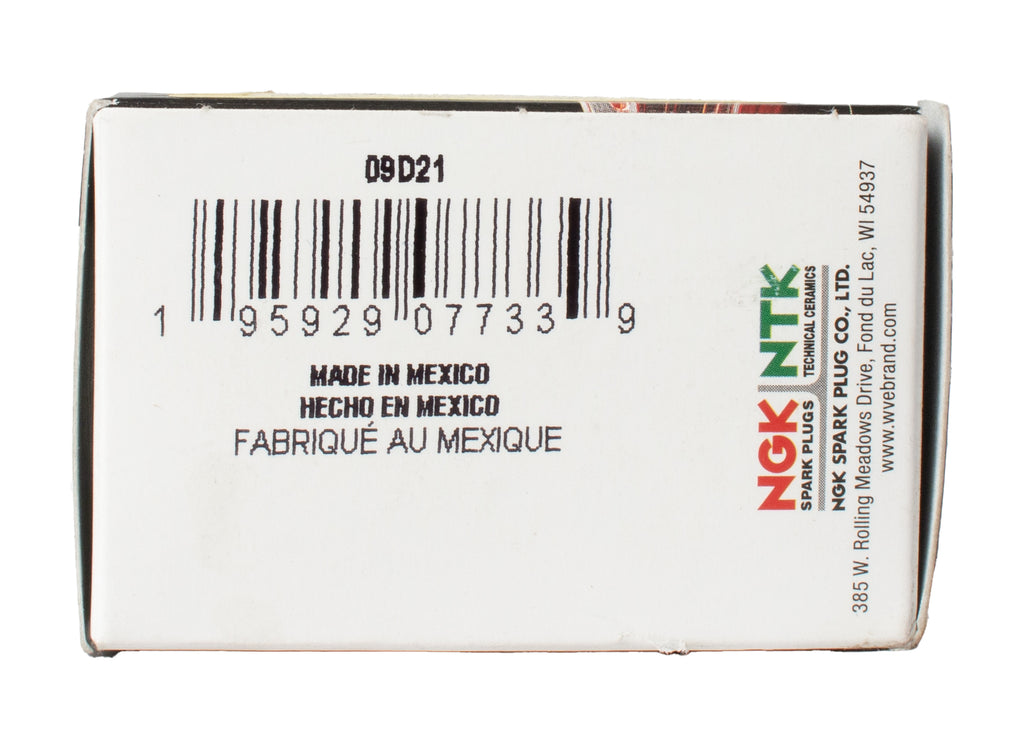 09D21
1 95929 07733 9
MADE IN MEXICO
HECHO EN MEXICO
FABRIQUÉ AU MEXIQUE
NGK NTK
SPARK PLUGS TECHNICAL CERAMICS
NGK SPARK PLUG CO., LTD.
385 W. Rolling Meadows Drive, Fond du Lac, WI 54937
www.wvebrand.com